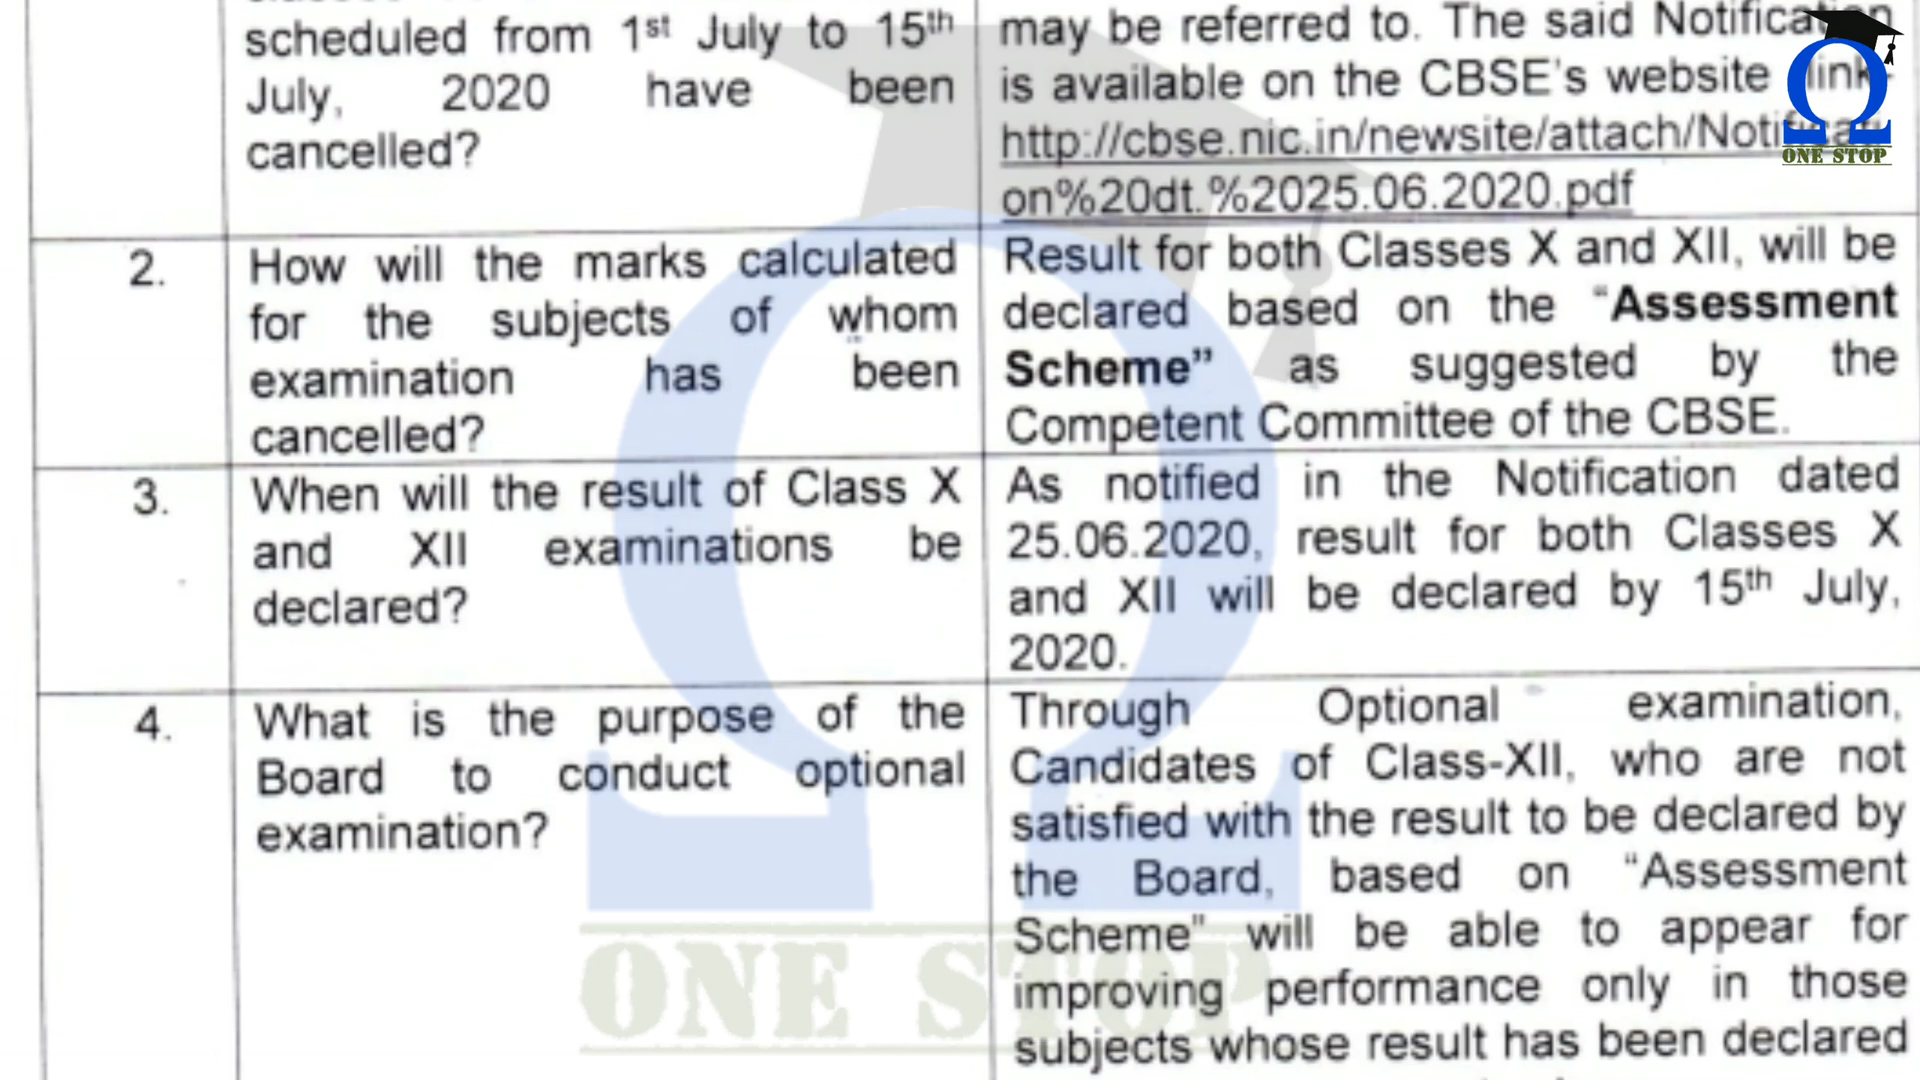 scheduled from 1st July to 15th
July, 2020 have been
cancelled?
may be referred to. The said Notification
is available on the CBSE's website link-
http://cbse.nic.in/newsite/attach/Notificati
on%20dt.%2025.06.2020.pdf
2.
How will the marks calculated
for the subjects of whom
examination has been
cancelled?
Result for both Classes X and XII, will be
declared based on the "Assessment
Scheme" as suggested by the
Competent Committee of the CBSE.
3.
When will the result of Class X
and XII examinations be
declared?
As notified in the Notification dated
25.06.2020, result for both Classes X
and XII will be declared by 15th July,
2020.
4.
What is the purpose of the
Board to conduct optional
examination?
Through Optional examination,
Candidates of Class-XII, who are not
satisfied with the result to be declared by
the Board, based on "Assessment
Scheme" will be able to appear for
improving performance only in those
subjects whose result has been declared
Ω
ONE STOP
ONE STOP